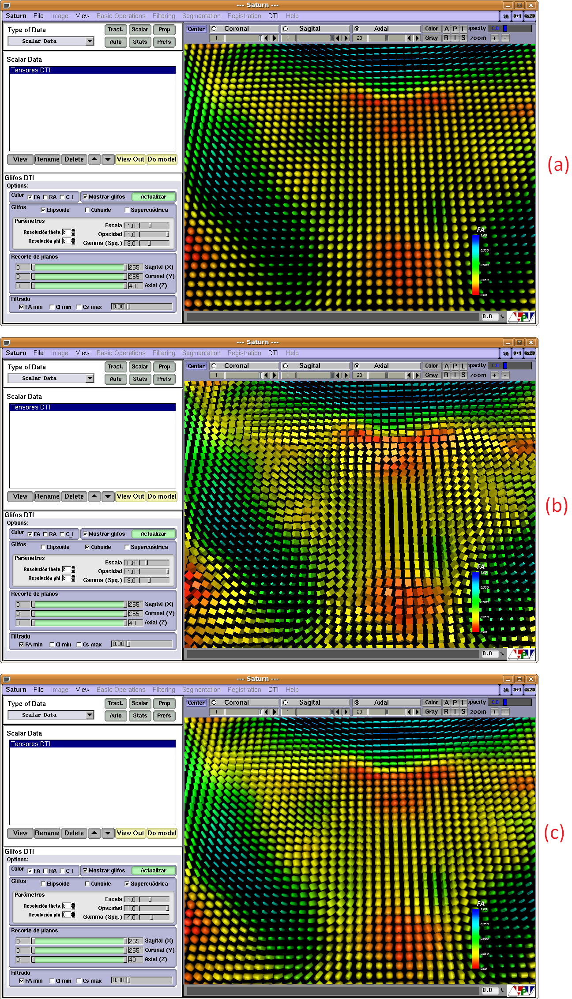 --- Saturn ---
Saturn File Image View Basic Operations Filtering Segmentation Registration DTI Help 3D 3+1 4x2D
Type of Data Tract. Scalar Prop
Scalar Data Auto Stats Prefs
Center Coronal Sagital Axial Color A P L opacity 0.0
1 1 20 Gray R I S zoom + -
Scalar Data
Tensores DTI
View Rename Delete View Out Do model
(a)
Glifos DTI
Options:
Color FA RA C_l Mostrar glifos Actualizar
Glifos Elipsoide Cuboide Supercuádrica
Parámetros
Escala 1.0
Resolución theta 8
Opacidad 1.0
Resolución phi 8
Gamma (Spq.) 3.0
Recorte de planos
0 255 Sagital (X)
0 255 Coronal (Y)
0 40 Axial (Z)
Filtrado
FA min Cl min Cs max 0.00
FA
1.00
0.750
0.500
0.250
0.00
0.0 %
--- Saturn ---
Saturn File Image View Basic Operations Filtering Segmentation Registration DTI Help 3D 3+1 4x2D
Type of Data Tract. Scalar Prop
Scalar Data Auto Stats Prefs
Center Coronal Sagital Axial Color A P L opacity 0.0
1 1 20 Gray R I S zoom + -
Scalar Data
Tensores DTI
View Rename Delete View Out Do model
(b)
Glifos DTI
Options:
Color FA RA C_l Mostrar glifos Actualizar
Glifos Elipsoide Cuboide Supercuádrica
Parámetros
Escala 0.8
Resolución theta 8
Opacidad 1.0
Resolución phi 8
Gamma (Spq.) 3.0
Recorte de planos
0 255 Sagital (X)
0 255 Coronal (Y)
0 40 Axial (Z)
Filtrado
FA min Cl min Cs max 0.00
FA
1.00
0.750
0.500
0.250
0.00
0.0 %
--- Saturn ---
Saturn File Image View Basic Operations Filtering Segmentation Registration DTI Help 3D 3+1 4x2D
Type of Data Tract. Scalar Prop
Scalar Data Auto Stats Prefs
Center Coronal Sagital Axial Color A P L opacity 0.0
1 1 20 Gray R I S zoom + -
Scalar Data
Tensores DTI
View Rename Delete View Out Do model
(c)
Glifos DTI
Options:
Color FA RA C_l Mostrar glifos Actualizar
Glifos Elipsoide Cuboide Supercuádrica
Parámetros
Escala 1.0
Resolución theta 8
Opacidad 1.0
Resolución phi 8
Gamma (Spq.) 4.0
Recorte de planos
0 255 Sagital (X)
0 255 Coronal (Y)
0 40 Axial (Z)
Filtrado
FA min Cl min Cs max 0.00
FA
1.00
0.750
0.500
0.250
0.00
0.0 %